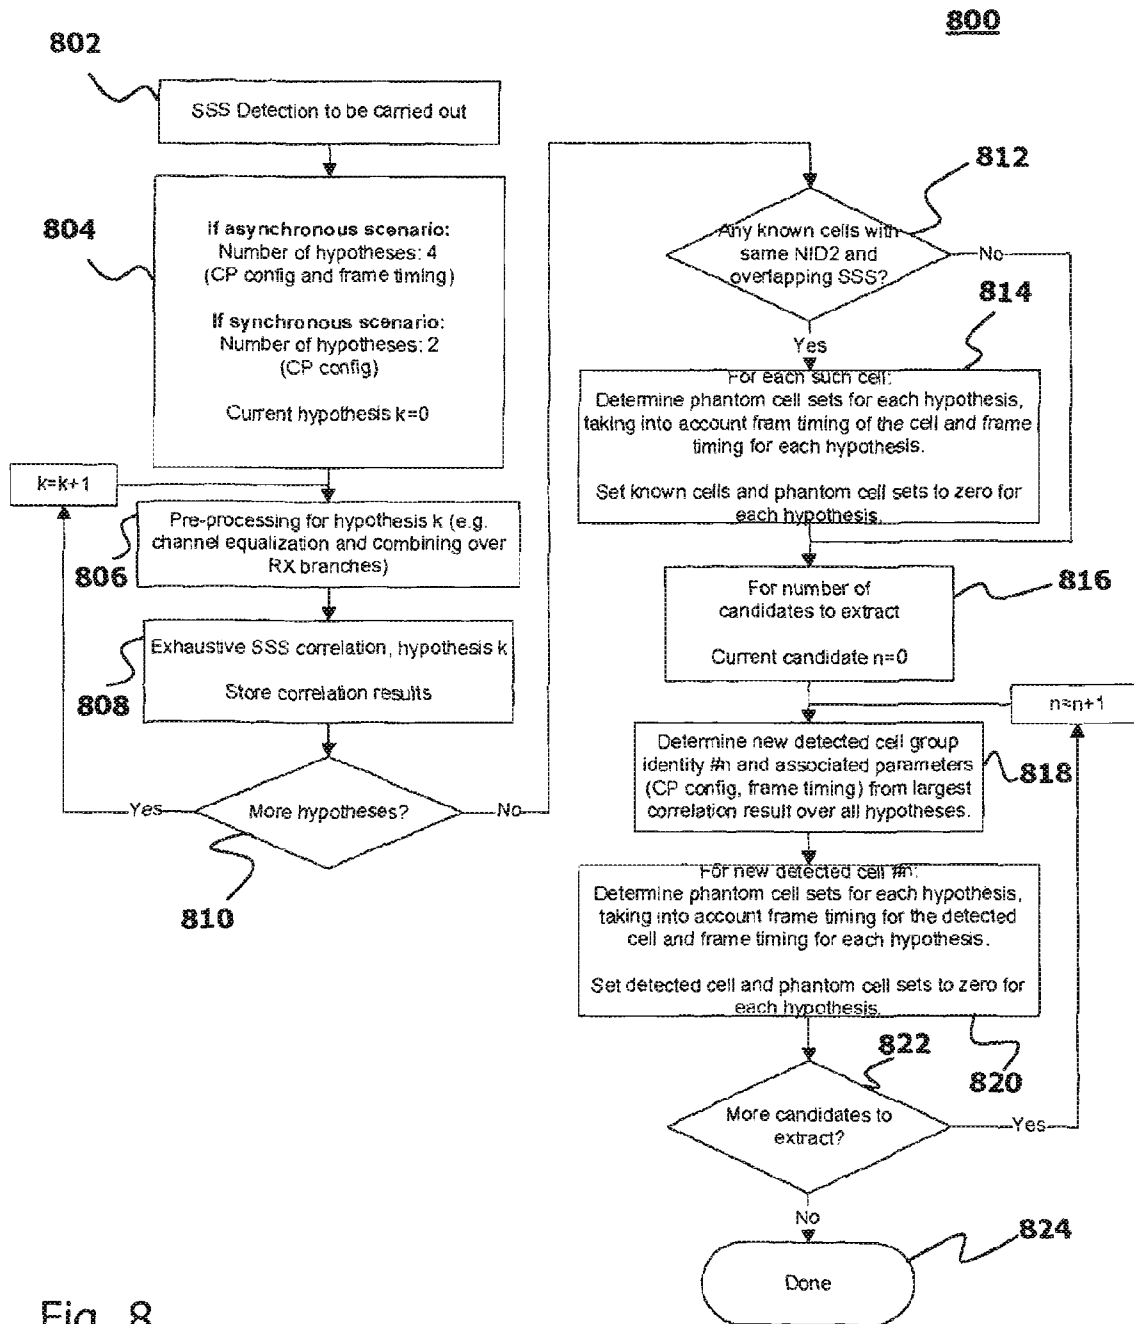 800
802
SSS Detection to be carried out
804
If asynchronous scenario:
Number of hypotheses: 4
(CP config and frame timing)
If synchronous scenario:
Number of hypotheses: 2
(CP config)
Current hypothesis k=0
k=k+1
Pre-processing for hypothesis k (e.g.
channel equalization and combining over
RX branches)
806
Exhaustive SSS correlation, hypothesis k
Store correlation results
808
Yes
More hypotheses?
No
810
812
Any known cells with
same NID2 and
overlapping SSS?
No
Yes
814
For each such cell:
Determine phantom cell sets for each hypothesis,
taking into account fram timing of the cell and frame
timing for each hypothesis.
Set known cells and phantom cell sets to zero for
each hypothesis.
816
For number of
candidates to extract
Current candidate n=0
n=n+1
Determine new detected cell group
identity #n and associated parameters
(CP config, frame timing) from largest
correlation result over all hypotheses.
818
For new detected cell #n:
Determine phantom cell sets for each hypothesis,
taking into account frame timing for the detected
cell and frame timing for each hypothesis.
Set detected cell and phantom cell sets to zero for
each hypothesis.
820
822
More candidates to
extract?
Yes
No
824
Done
Fig. 8